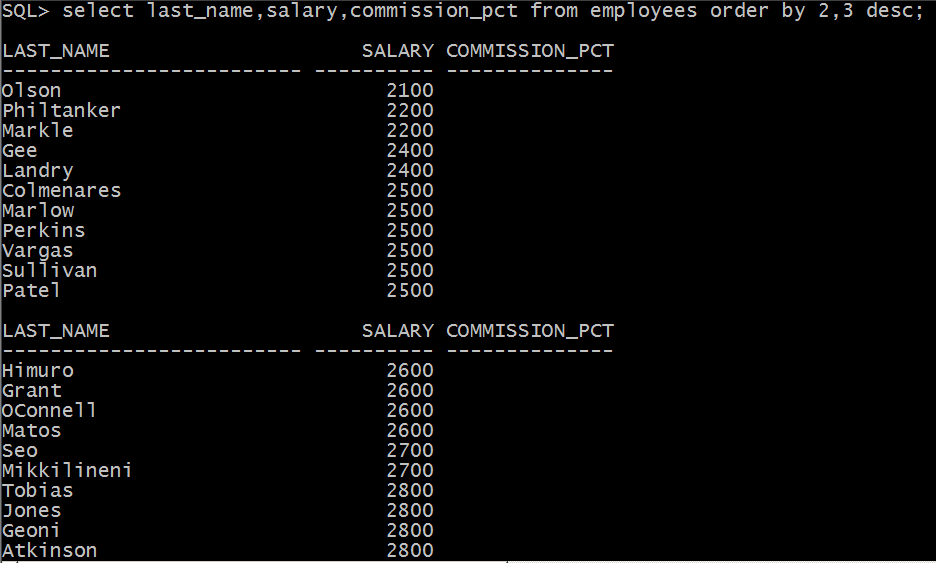 SQL> select last_name,salary,commission_pct from employees order by 2,3 desc;
LAST_NAME                     SALARY COMMISSION_PCT
------------------------- ---------- --------------
Olson                           2100
Philtanker                      2200
Markle                          2200
Gee                             2400
Landry                          2400
Colmenares                      2500
Marlow                          2500
Perkins                         2500
Vargas                          2500
Sullivan                        2500
Patel                           2500
LAST_NAME                     SALARY COMMISSION_PCT
------------------------- ---------- --------------
Himuro                          2600
Grant                           2600
OConnell                        2600
Matos                           2600
Seo                             2700
Mikkilineni                     2700
Tobias                          2800
Jones                           2800
Geoni                           2800
Atkinson                        2800